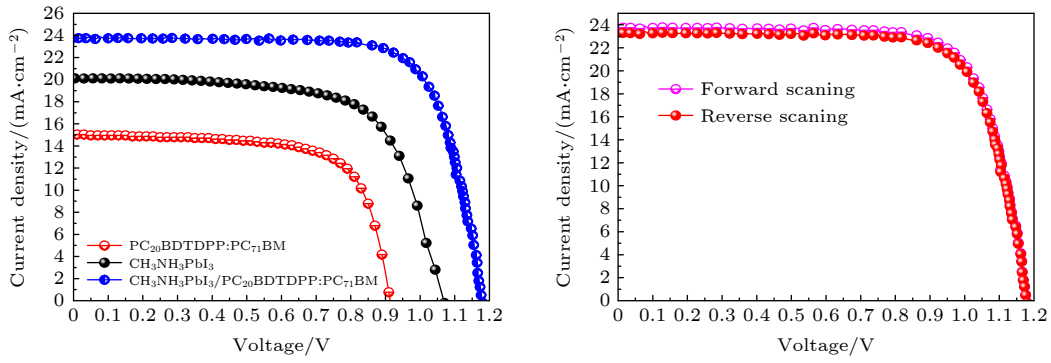 Current density/(mA·cm−2)
26
24
22
20
18
16
14
12
10
8
6
4
2
0
PC20BDTDPP:PC71BM
CH3NH3PbI3
CH3NH3PbI3/PC20BDTDPP:PC71BM
0 0.1 0.2 0.3 0.4 0.5 0.6 0.7 0.8 0.9 1.0 1.1 1.2
Voltage/V
Current density/(mA·cm−2)
24
22
20
18
16
14
12
10
8
6
4
2
0
Forward scaning
Reverse scaning
0 0.1 0.2 0.3 0.4 0.5 0.6 0.7 0.8 0.9 1.0 1.1 1.2
Voltage/V